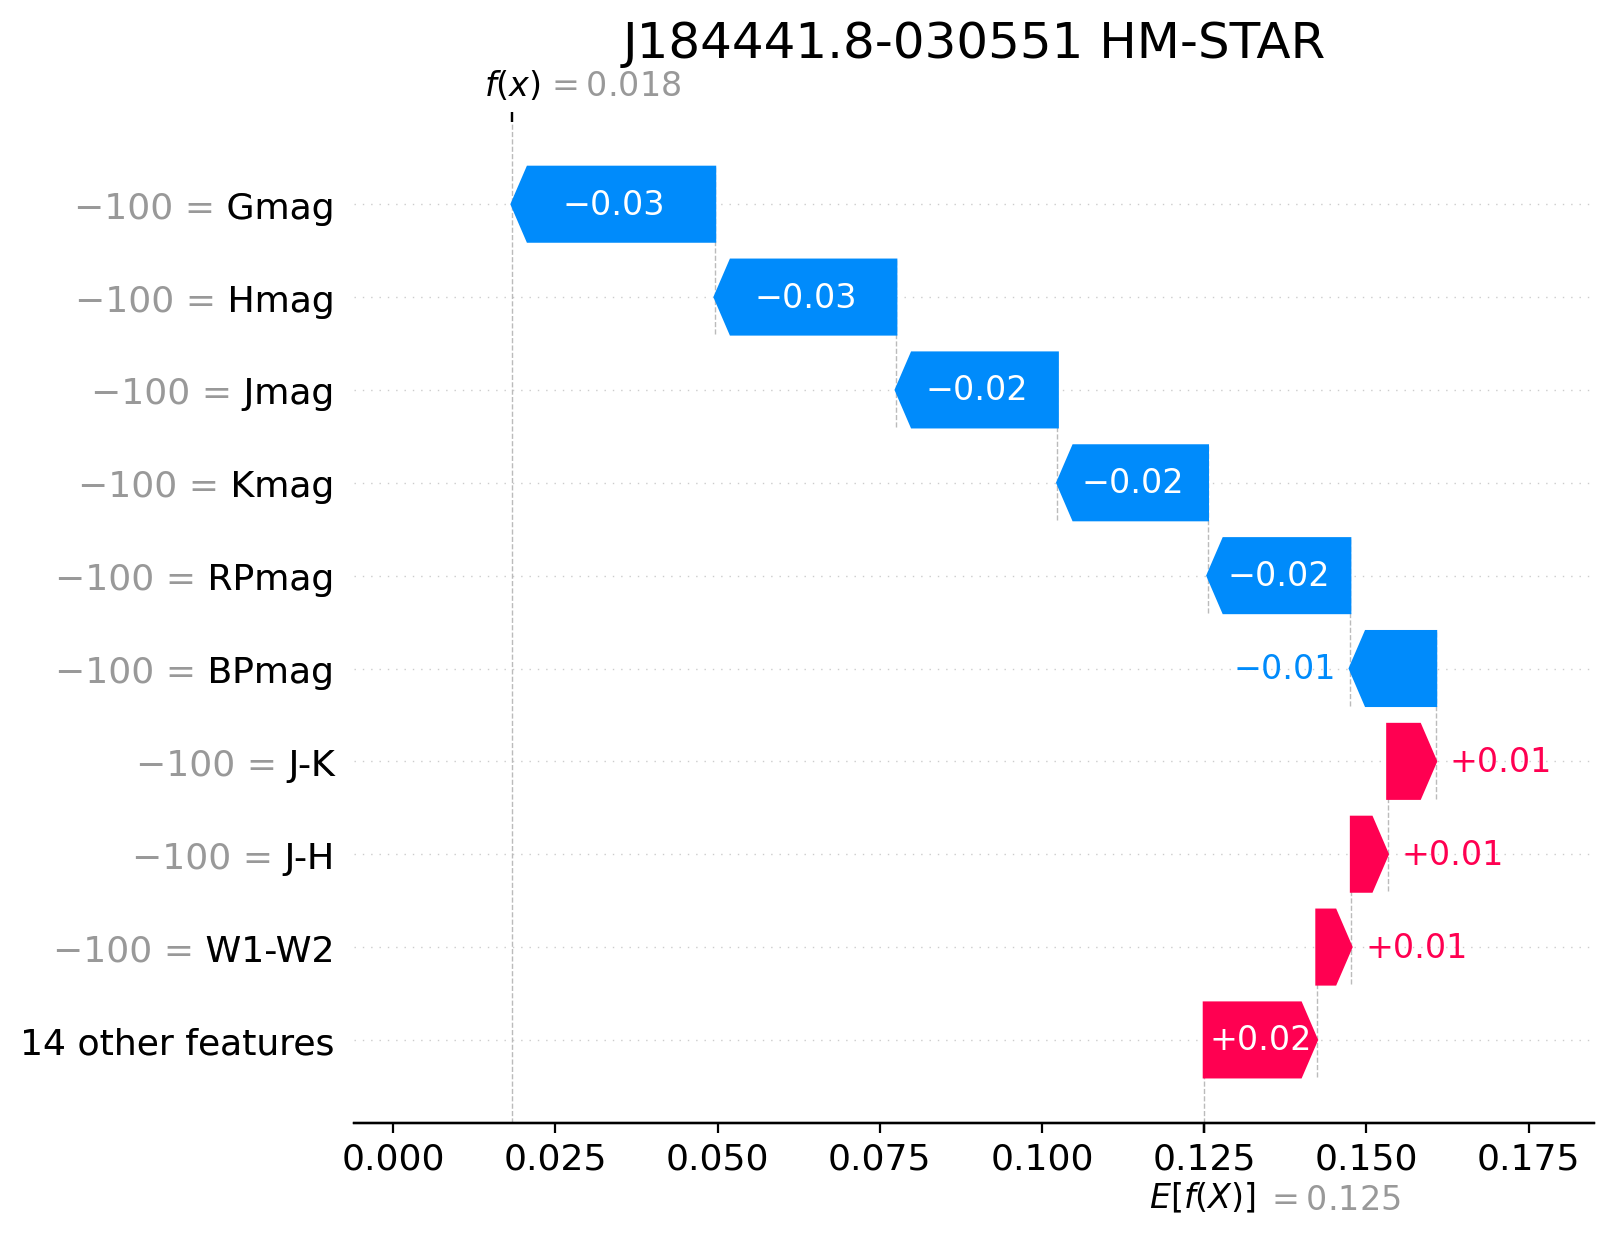 J184441.8-030551 HM-STAR
f(x) = 0.018
−100 = Gmag
−0.03
−100 = Hmag
−0.03
−100 = Jmag
−0.02
−100 = Kmag
−0.02
−100 = RPmag
−0.02
−100 = BPmag
−0.01
−100 = J-K
+0.01
−100 = J-H
+0.01
−100 = W1-W2
+0.01
14 other features
+0.02
0.000 0.025 0.050 0.075 0.100 0.125 0.150 0.175
E[f(X)] = 0.125